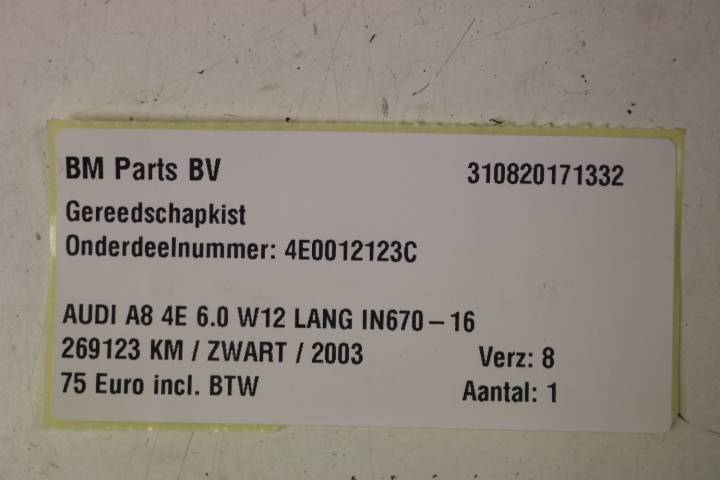 BM Parts BV 310820171332
Gereedschapkist
Onderdeelnummer: 4E0012123C
AUDI A8 4E 6.0 W12 LANG IN670-16
269123 KM / ZWART / 2003 Verz: 8
75 Euro incl. BTW Aantal: 1